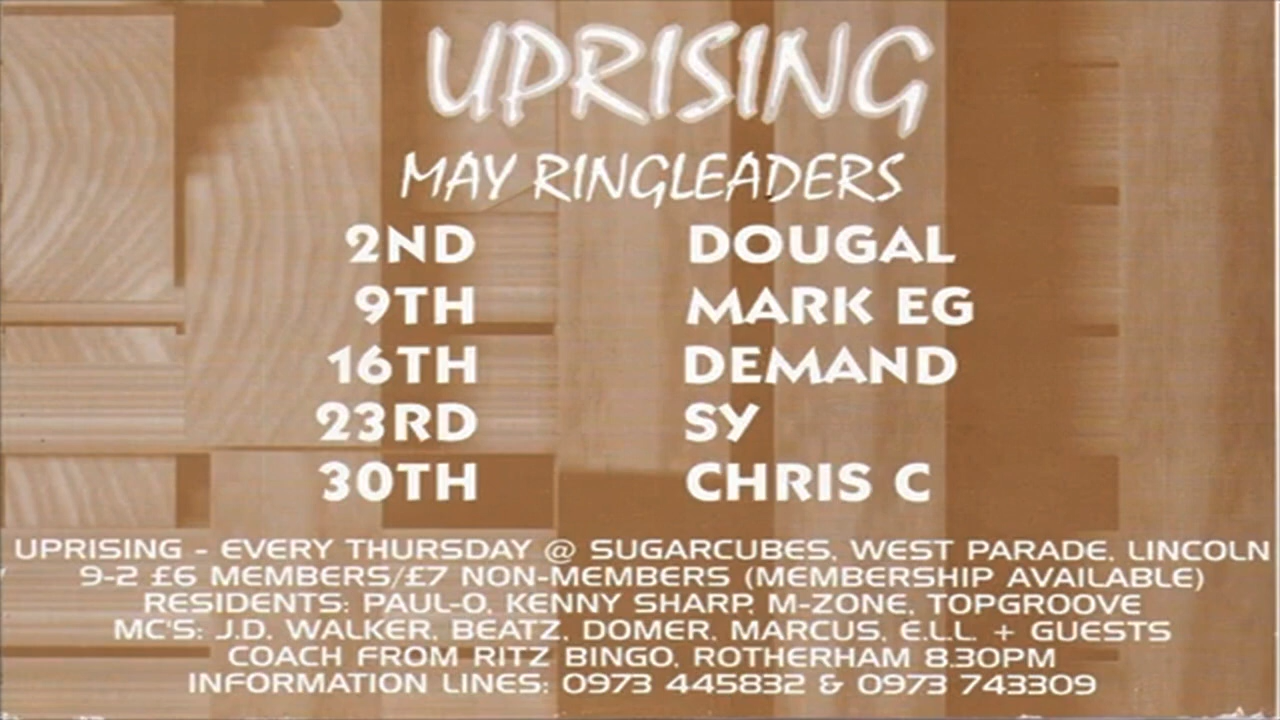 UPRISING
MAY RINGLEADERS
2ND DOUGAL
9TH MARK EG
16TH DEMAND
23RD SY
30TH CHRIS C
UPRISING - EVERY THURSDAY @ SUGARCUBES, WEST PARADE, LINCOLN
9-2 £6 MEMBERS/£7 NON-MEMBERS (MEMBERSHIP AVAILABLE)
RESIDENTS: PAUL-O, KENNY SHARP, M-ZONE, TOPGROOVE
MC'S: J.D. WALKER, BEATZ, DOMER, MARCUS, E.L.L. + GUESTS
COACH FROM RITZ BINGO, ROTHERHAM 8.30PM
INFORMATION LINES: 0973 445832 & 0973 743309